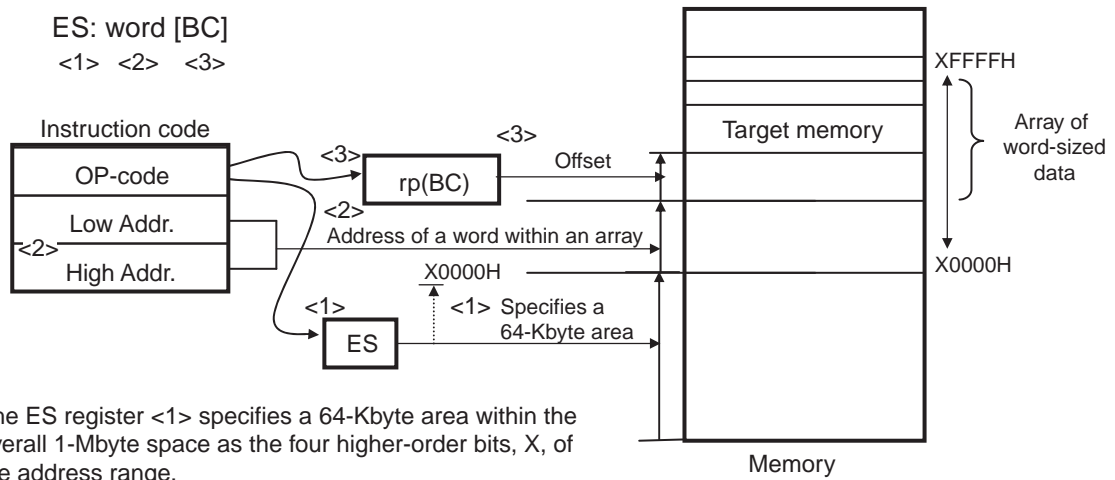 ES: word [BC]
<1> <2> <3>
Instruction code
OP-code
Low Addr.
<2>
High Addr.
<3>
rp(BC)
<3>
Offset
<2>
Address of a word within an array
X0000H
<1>
<1> Specifies a
64-Kbyte area
ES
Target memory
XFFFFH
Array of
word-sized
data
X0000H
Memory
ES register <1> specifies a 64-Kbyte area within the
1-Mbyte space as the four higher-order bits, X, of
address range.